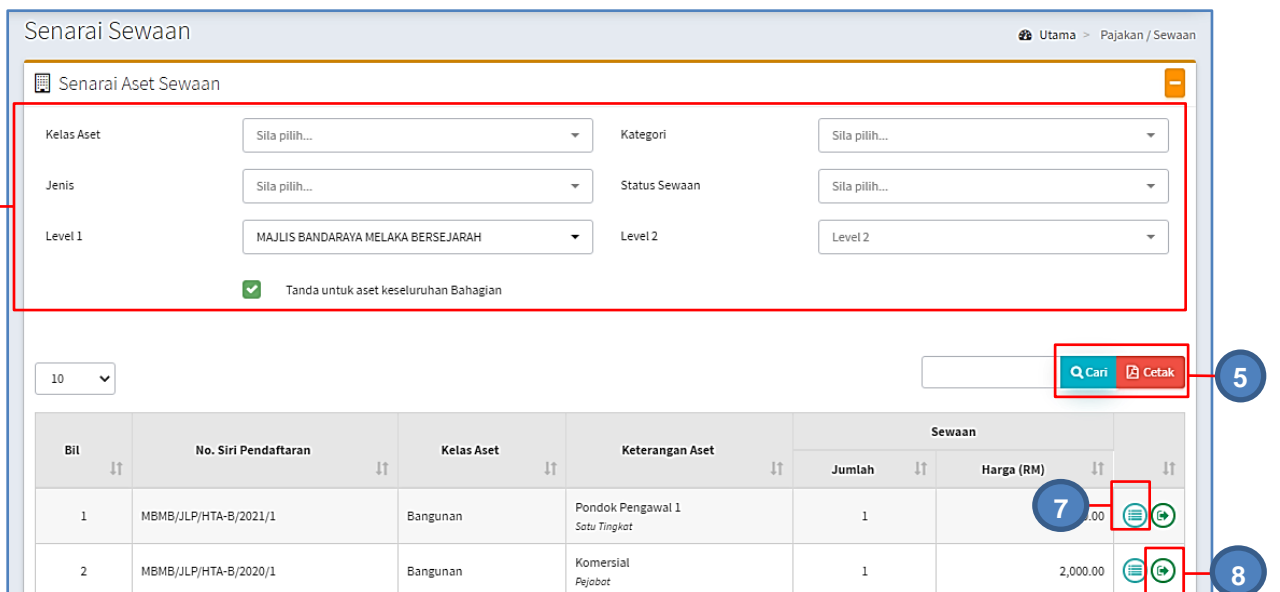 Senarai Sewaan
Utama > Pajakan / Sewaan
Senarai Aset Sewaan
Kelas Aset Sila pilih... Kategori Sila pilih...
Jenis Sila pilih... Status Sewaan Sila pilih...
Level 1 MAJLIS BANDARAYA MELAKA BERSEJARAH Level 2 Level 2
Tanda untuk aset keseluruhan Bahagian
10 Cari Cetak 5
Sewaan
Bil No. Siri Pendaftaran Kelas Aset Keterangan Aset
Jumlah Harga (RM)
1 MBMB/JLP/HTA-B/2021/1 Bangunan Pondok Pengawal 1 1 7
Satu Tingkat
2 MBMB/JLP/HTA-B/2020/1 Bangunan Komersial 1 2,000.00 8
Pejabat